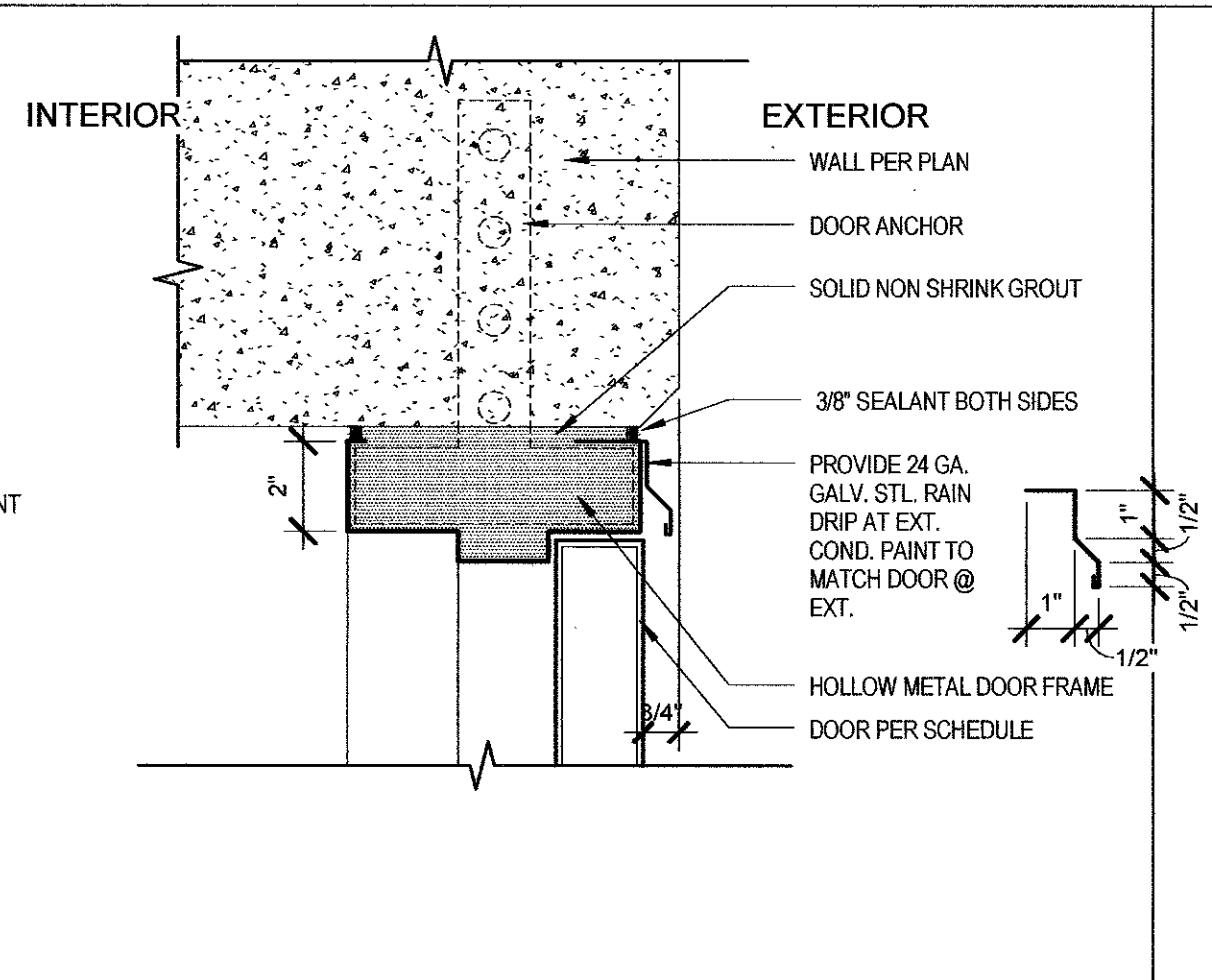 INTERIOR
EXTERIOR
WALL PER PLAN
DOOR ANCHOR
SOLID NON SHRINK GROUT
3/8" SEALANT BOTH SIDES
PROVIDE 24 GA.
GALV. STL. RAIN
DRIP AT EXT.
COND. PAINT TO
MATCH DOOR @
EXT.
HOLLOW METAL DOOR FRAME
DOOR PER SCHEDULE
2"
NT
3/4"
1"
1/2"
1/2"
1"
1/2"